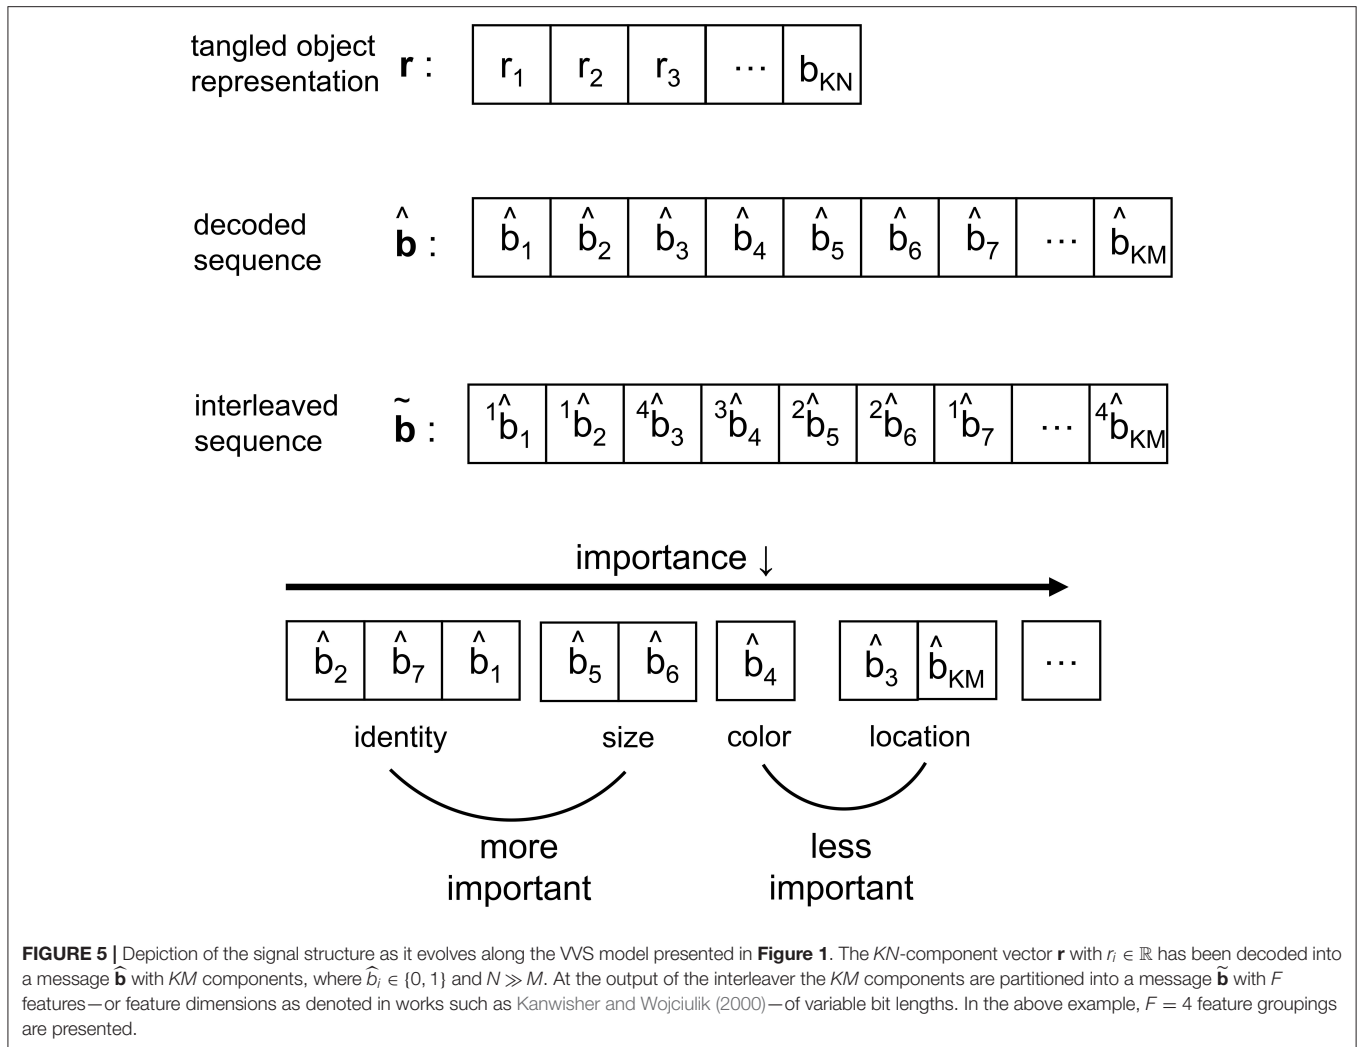 tangled object
representation r : r₁ r₂ r₃ ⋯ b_KN
decoded
sequence b̂ : b̂₁ b̂₂ b̂₃ b̂₄ b̂₅ b̂₆ b̂₇ ⋯ b̂_KM
interleaved
sequence b̃ : ¹b̂₁ ¹b̂₂ ⁴b̂₃ ³b̂₄ ²b̂₅ ²b̂₆ ¹b̂₇ ⋯ ⁴b̂_KM
importance ↓
b̂₂ b̂₇ b̂₁ b̂₅ b̂₆ b̂₄ b̂₃ b̂_KM ⋯
identity size color location
more less
important important
FIGURE 5 | Depiction of the signal structure as it evolves along the VVS model presented in Figure 1. The KN-component vector r with rᵢ ∈ ℝ has been decoded into
a message b̂ with KM components, where b̂ᵢ ∈ {0, 1} and N ≫ M. At the output of the interleaver the KM components are partitioned into a message b̃ with F
features—or feature dimensions as denoted in works such as Kanwisher and Wojciulik (2000)—of variable bit lengths. In the above example, F = 4 feature groupings
are presented.